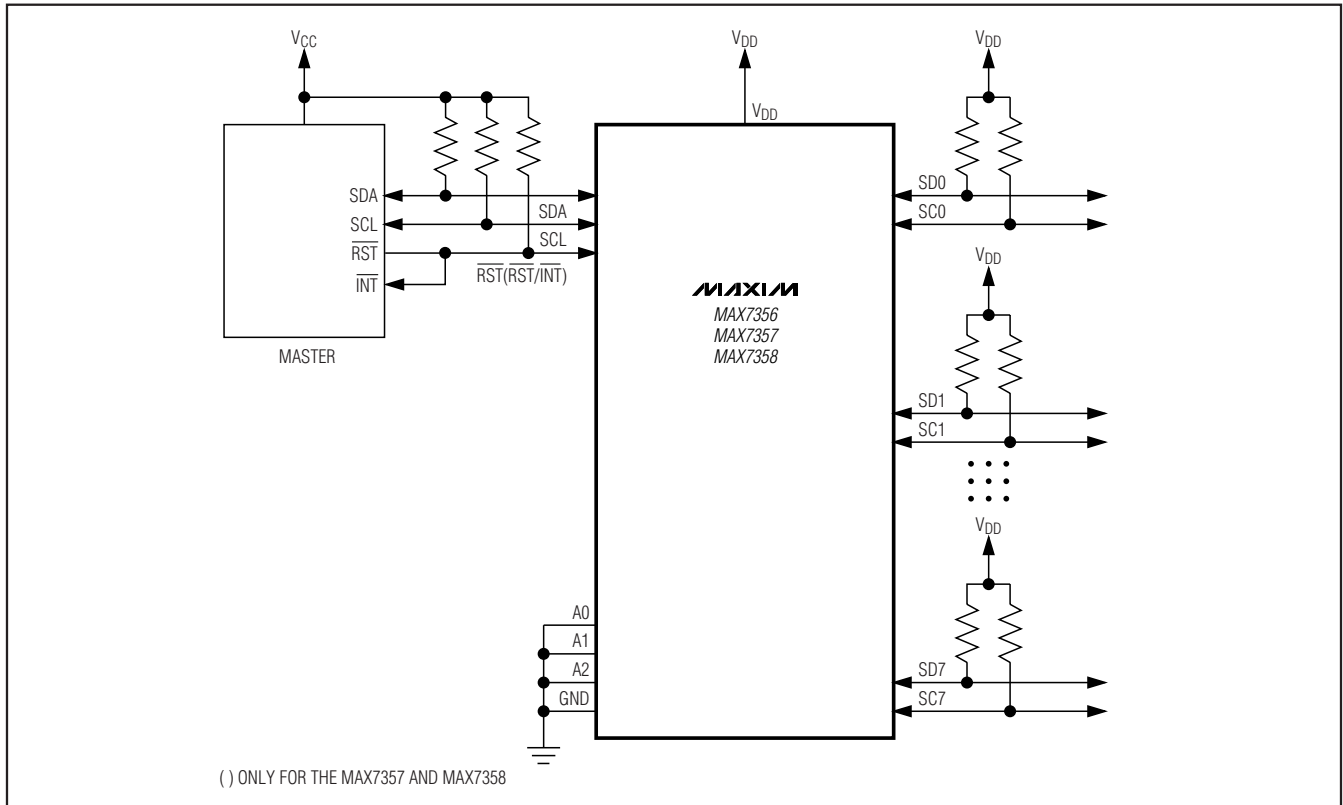 VCC
SDA
SCL
RST
INT
MASTER
SDA
SCL
RST(RST/INT)
VDD
VDD
MAXIM
MAX7356
MAX7357
MAX7358
A0
A1
A2
GND
VDD
SD0
SC0
VDD
SD1
SC1
VDD
SD7
SC7
( ) ONLY FOR THE MAX7357 AND MAX7358